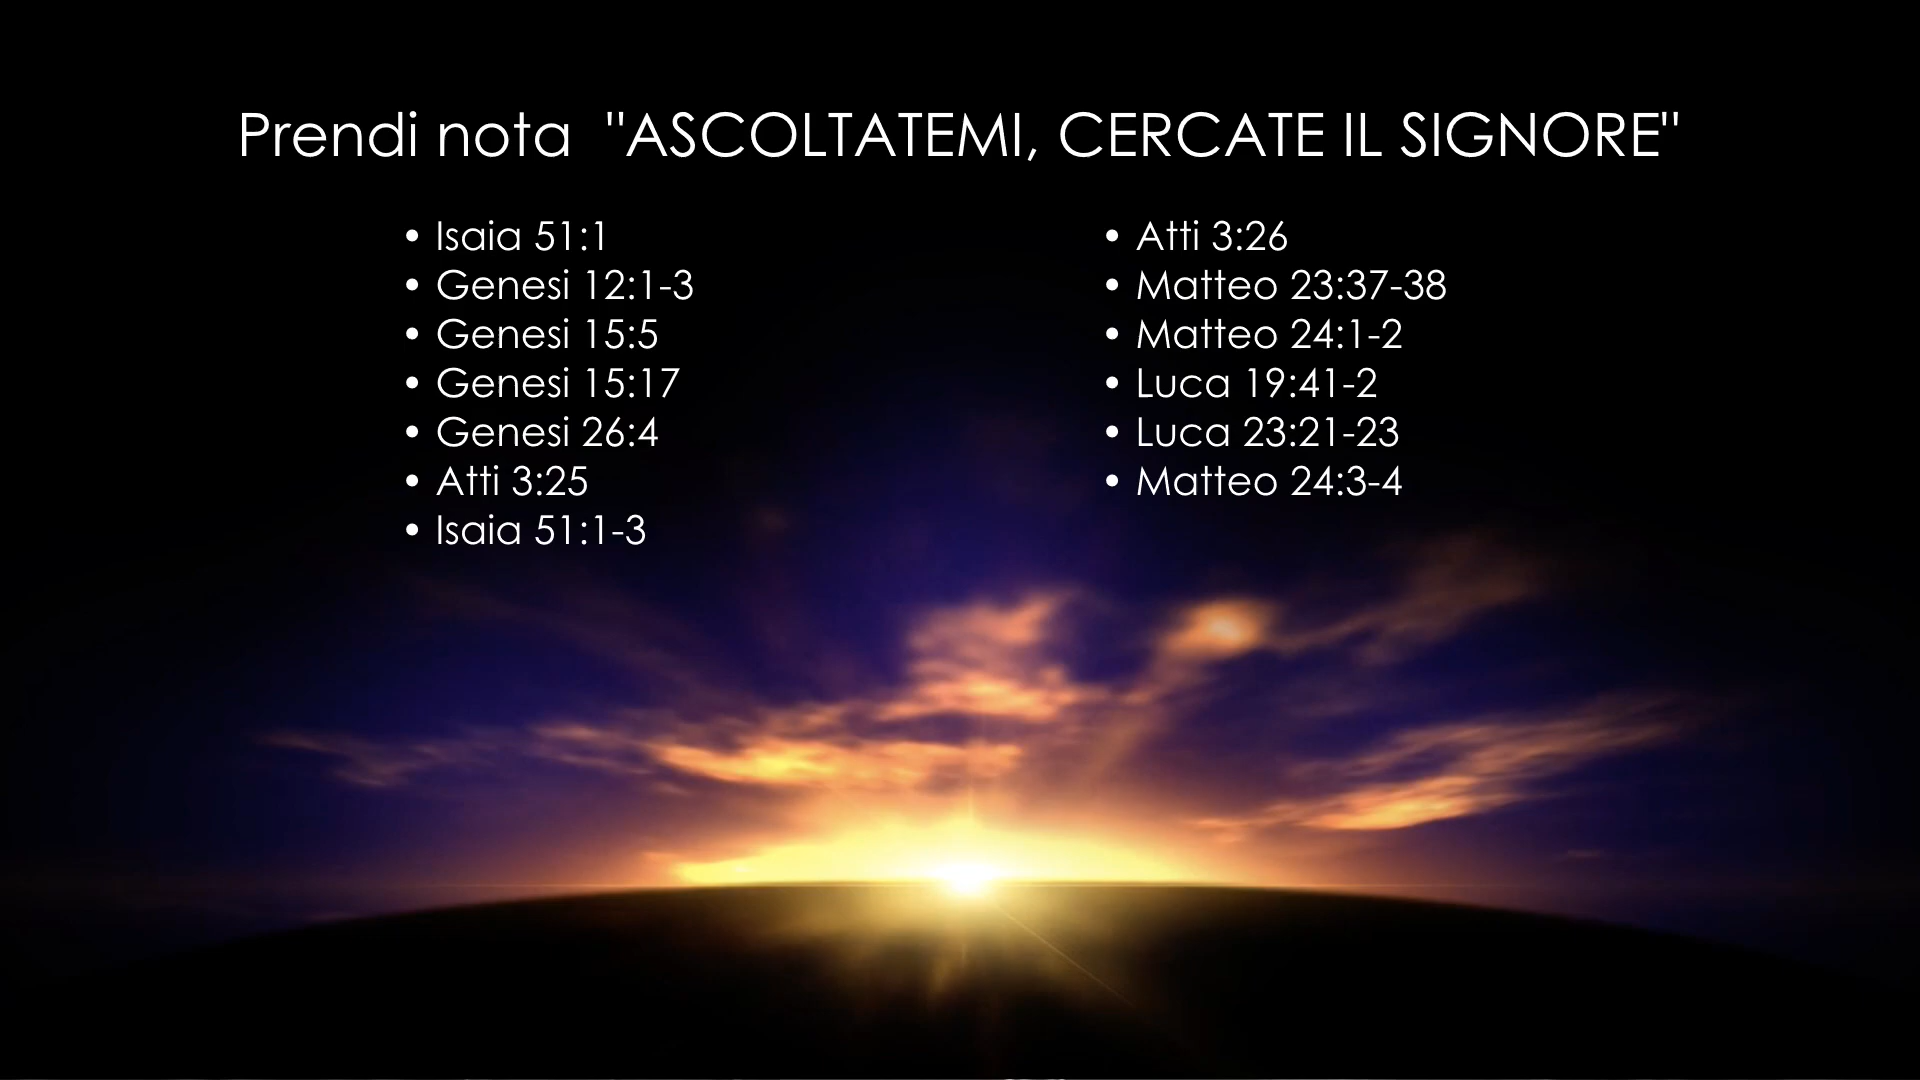 Prendi nota  "ASCOLTATEMI, CERCATE IL SIGNORE"
• Isaia 51:1
• Genesi 12:1-3
• Genesi 15:5
• Genesi 15:17
• Genesi 26:4
• Atti 3:25
• Isaia 51:1-3
• Atti 3:26
• Matteo 23:37-38
• Matteo 24:1-2
• Luca 19:41-2
• Luca 23:21-23
• Matteo 24:3-4